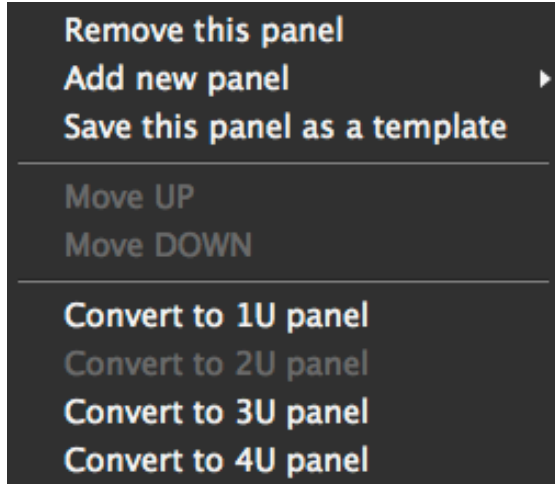 Remove this panel
Add new panel
Save this panel as a template
Move UP
Move DOWN
Convert to 1U panel
Convert to 2U panel
Convert to 3U panel
Convert to 4U panel